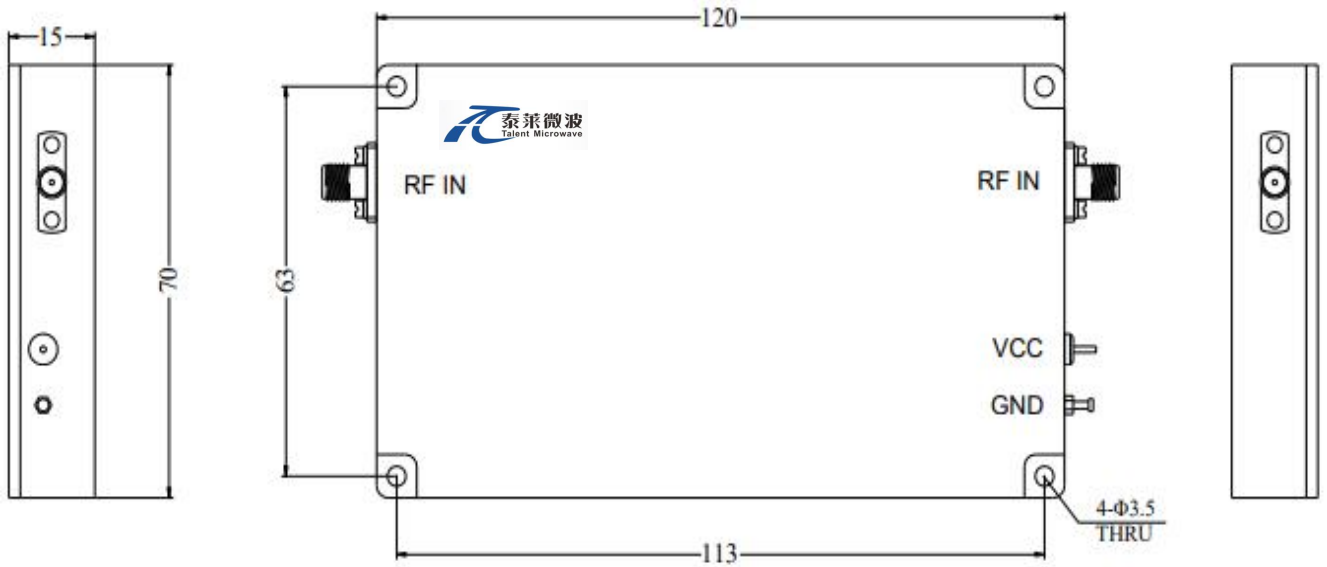 120
15
泰莱微波
Talent Microwave
RF IN
RF IN
70
63
VCC
GND
4-Φ3.5
THRU
113